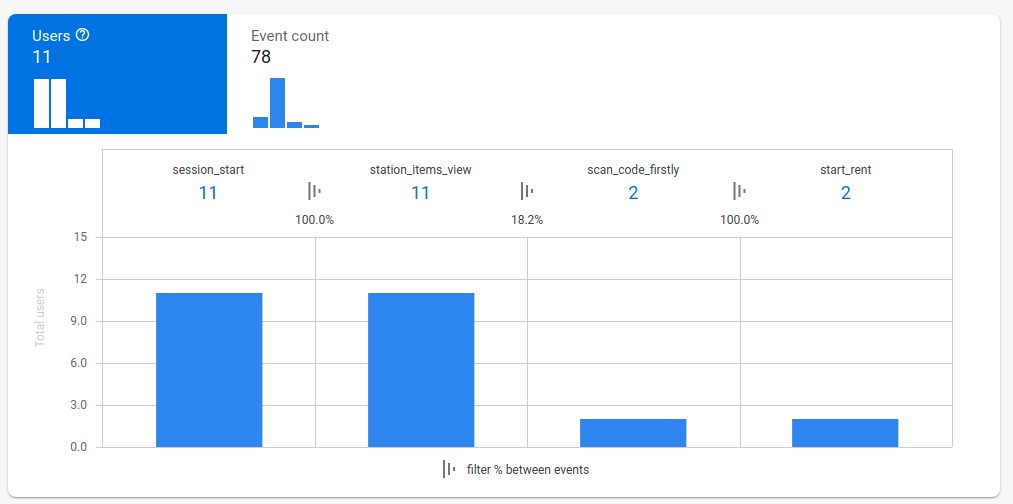 Users
11
Event count
78
session_start
11
station_items_view
11
scan_code_firstly
2
start_rent
2
100.0%
18.2%
100.0%
15
12
9.0
6.0
3.0
0.0
Total users
filter % between events